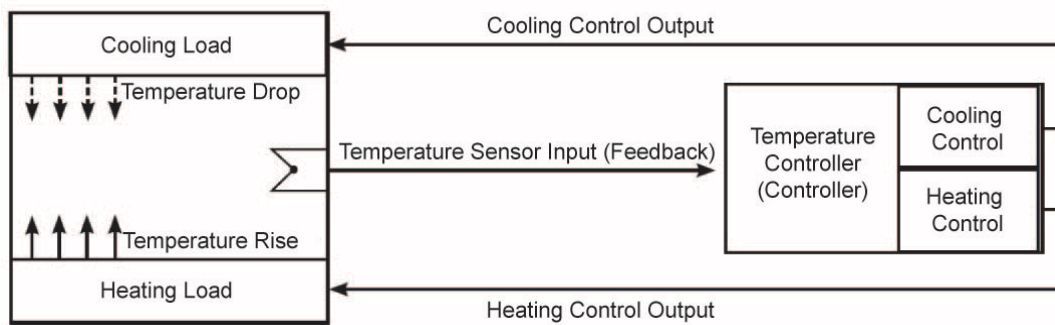 Cooling Load
Cooling Control Output
Temperature Drop
Cooling
Control
Temperature Sensor Input (Feedback)
Temperature
Controller
(Controller)
Heating
Control
Temperature Rise
Heating Load
Heating Control Output